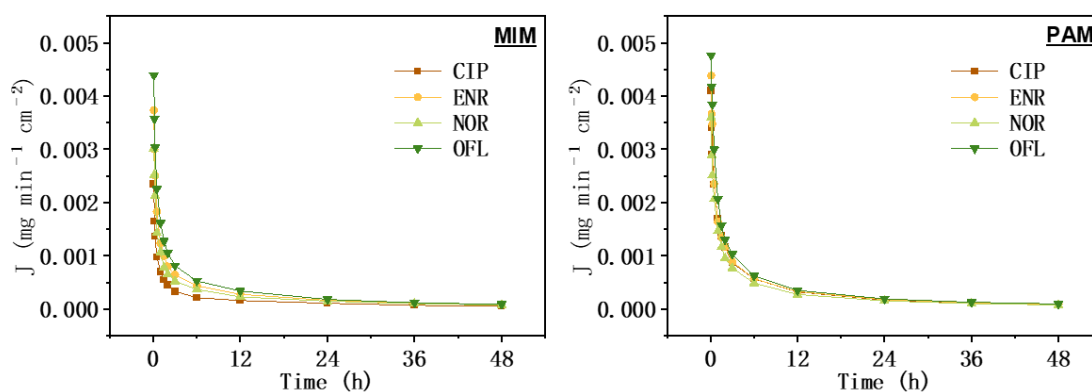 MIM
CIP
ENR
NOR
OFL
0.005
0.004
0.003
0.002
0.001
0.000
J (mg min⁻¹ cm⁻²)
0 12 24 36 48
Time (h)
PAM
CIP
ENR
NOR
OFL
0.005
0.004
0.003
0.002
0.001
0.000
J (mg min⁻¹ cm⁻²)
0 12 24 36 48
Time (h)